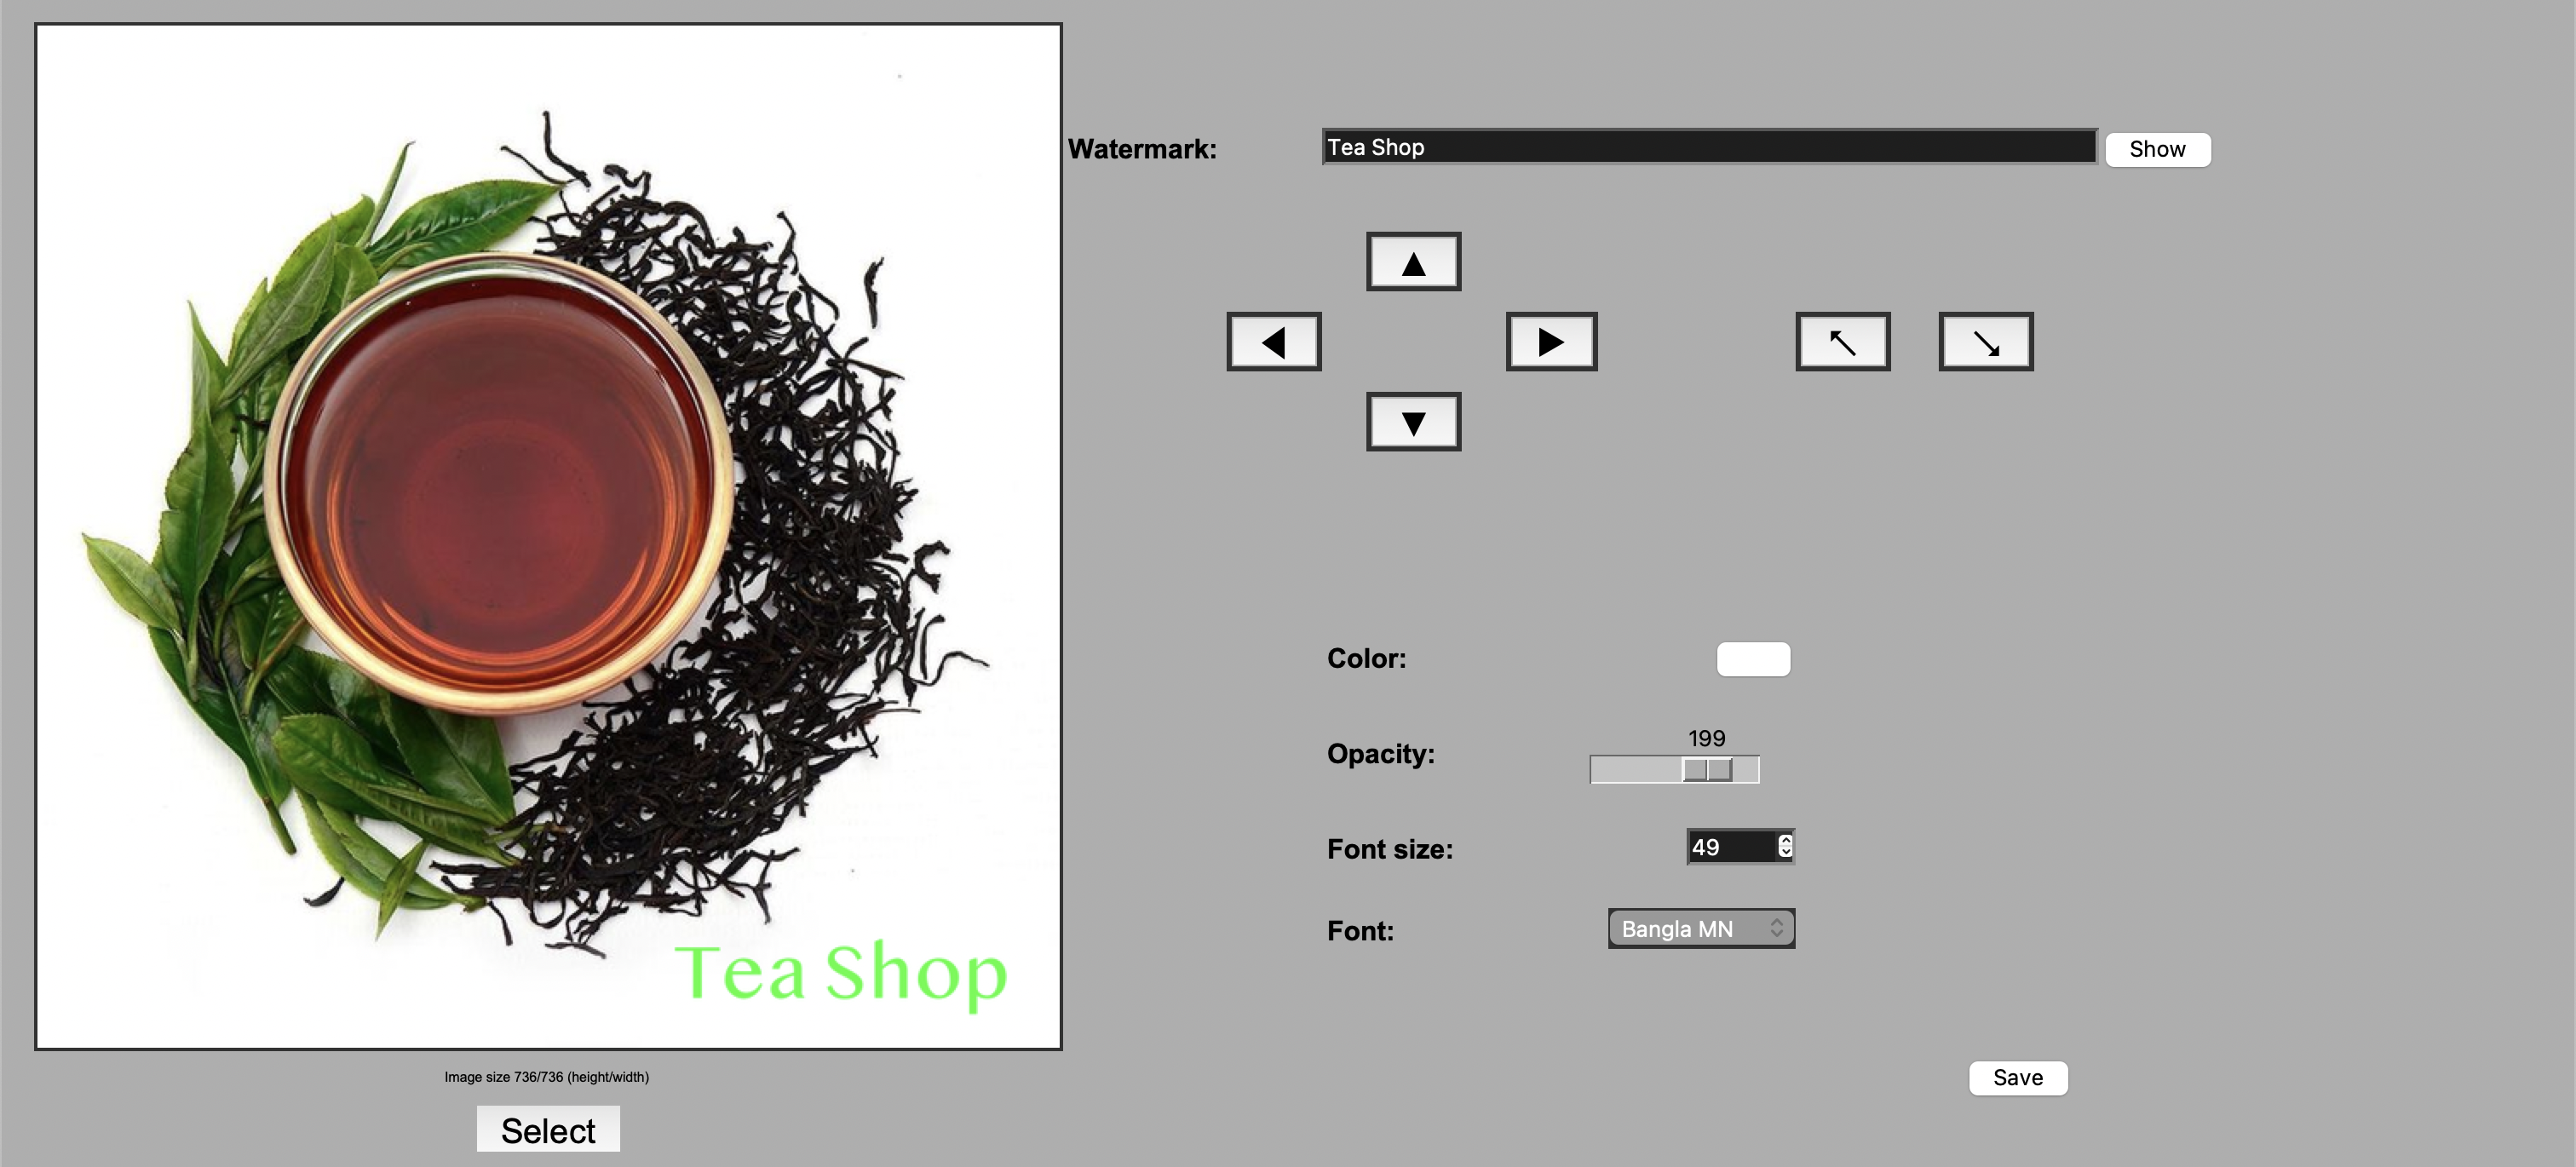 Watermark:
Tea Shop
Show
▲
◀
▶
↖
↘
▼
Color:
Opacity:
199
Font size:
49
Font:
Bangla MN
Tea Shop
Image size 736/736 (height/width)
Select
Save